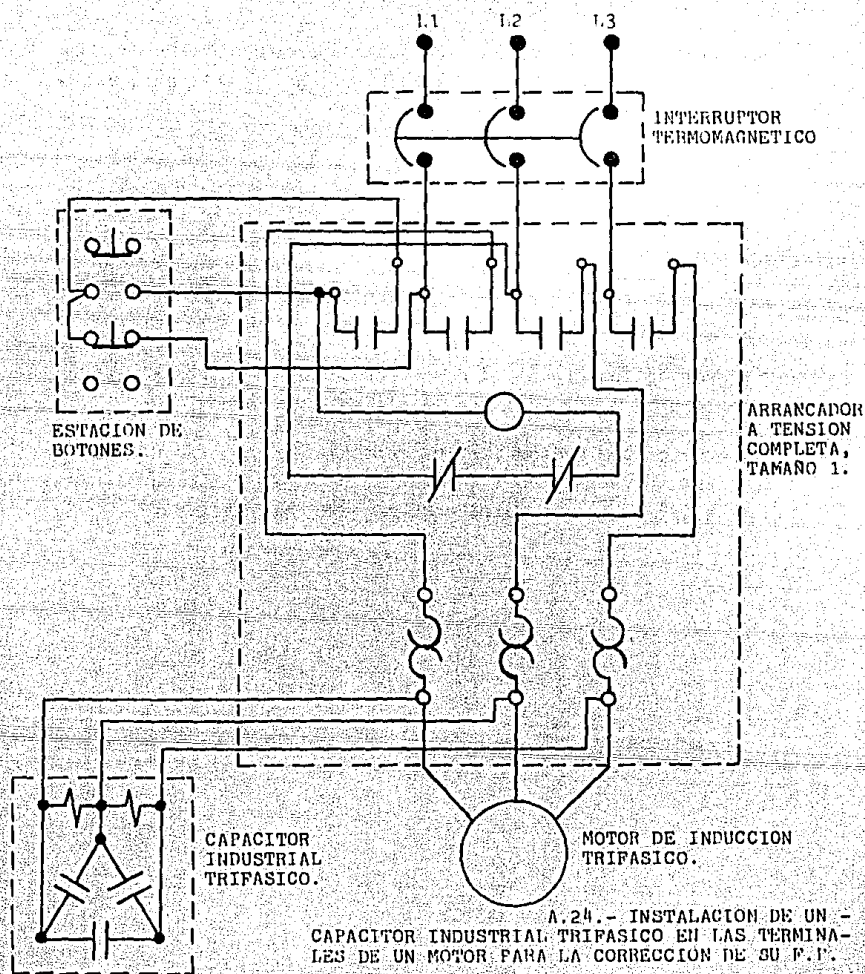 L1 L2 L3
INTERRUPTOR
TERMOMAGNETICO
ESTACION DE
BOTONES.
ARRANCADOR
A TENSION
COMPLETA,
TAMAÑO 1.
CAPACITOR
INDUSTRIAL
TRIFASICO.
MOTOR DE INDUCCION
TRIFASICO.
A.24.- INSTALACION DE UN -
CAPACITOR INDUSTRIAL TRIFASICO EN LAS TERMINA-
LES DE UN MOTOR PARA LA CORRECCION DE SU F.P.